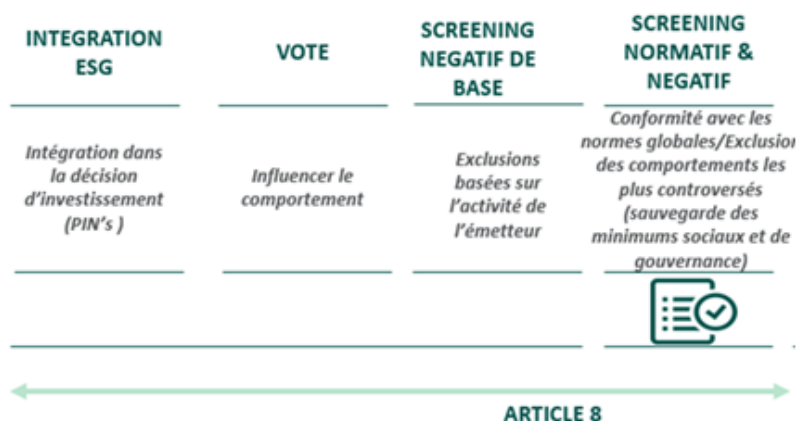 INTEGRATION
ESG
VOTE
SCREENING
NEGATIF DE
BASE
SCREENING
NORMATIF &
NEGATIF
Intégration dans
la décision
d'investissement
(PIN's )
Influencer le
comportement
Exclusions
basées sur
l'activité de
l'émetteur
Conformité avec les
normes globales/Exclusion
des comportements les
plus controversés
(sauvegarde des
minimums sociaux et de
gouvernance)
ARTICLE 8